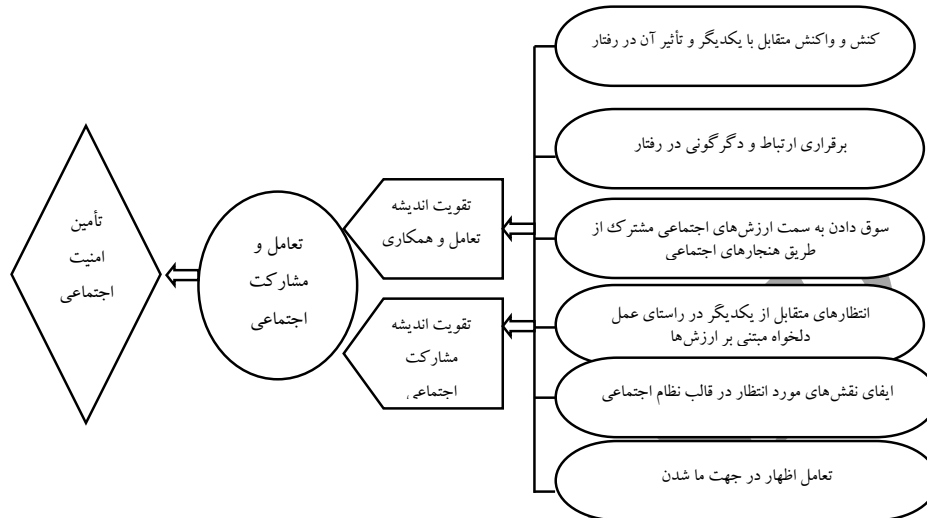 کنش و واکنش متقابل با یکدیگر و تأثیر آن در رفتار
برقراری ارتباط و دگرگونی در رفتار
سوق دادن به سمت ارزش‌های اجتماعی مشترک از
طریق هنجارهای اجتماعی
انتظارهای متقابل از یکدیگر در راستای عمل
دلخواه مبتنی بر ارزش‌ها
ایفای نقش‌های مورد انتظار در قالب نظام اجتماعی
تعامل اظهار در جهت ما شدن
تقویت اندیشه
تعامل و همکاری
تقویت اندیشه
مشارکت
اجتماعی
تعامل و
مشارکت
اجتماعی
تأمین
امنیت
اجتماعی